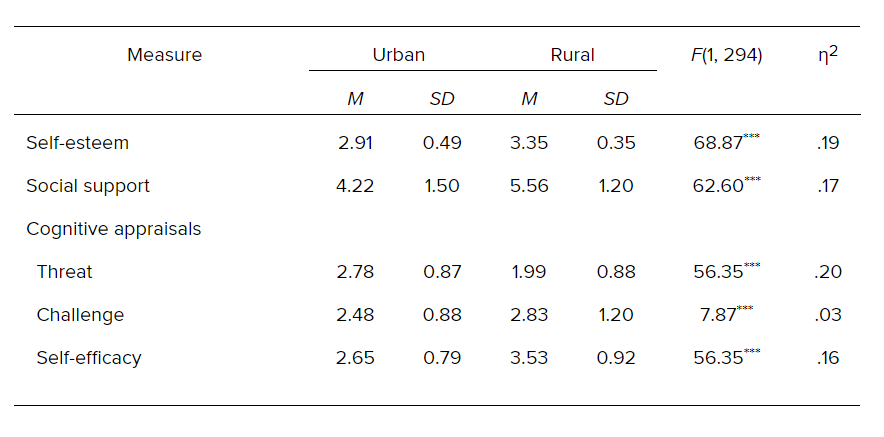 Measure Urban Rural F(1, 294) η²
M SD M SD
Self-esteem 2.91 0.49 3.35 0.35 68.87*** .19
Social support 4.22 1.50 5.56 1.20 62.60*** .17
Cognitive appraisals
Threat 2.78 0.87 1.99 0.88 56.35*** .20
Challenge 2.48 0.88 2.83 1.20 7.87*** .03
Self-efficacy 2.65 0.79 3.53 0.92 56.35*** .16